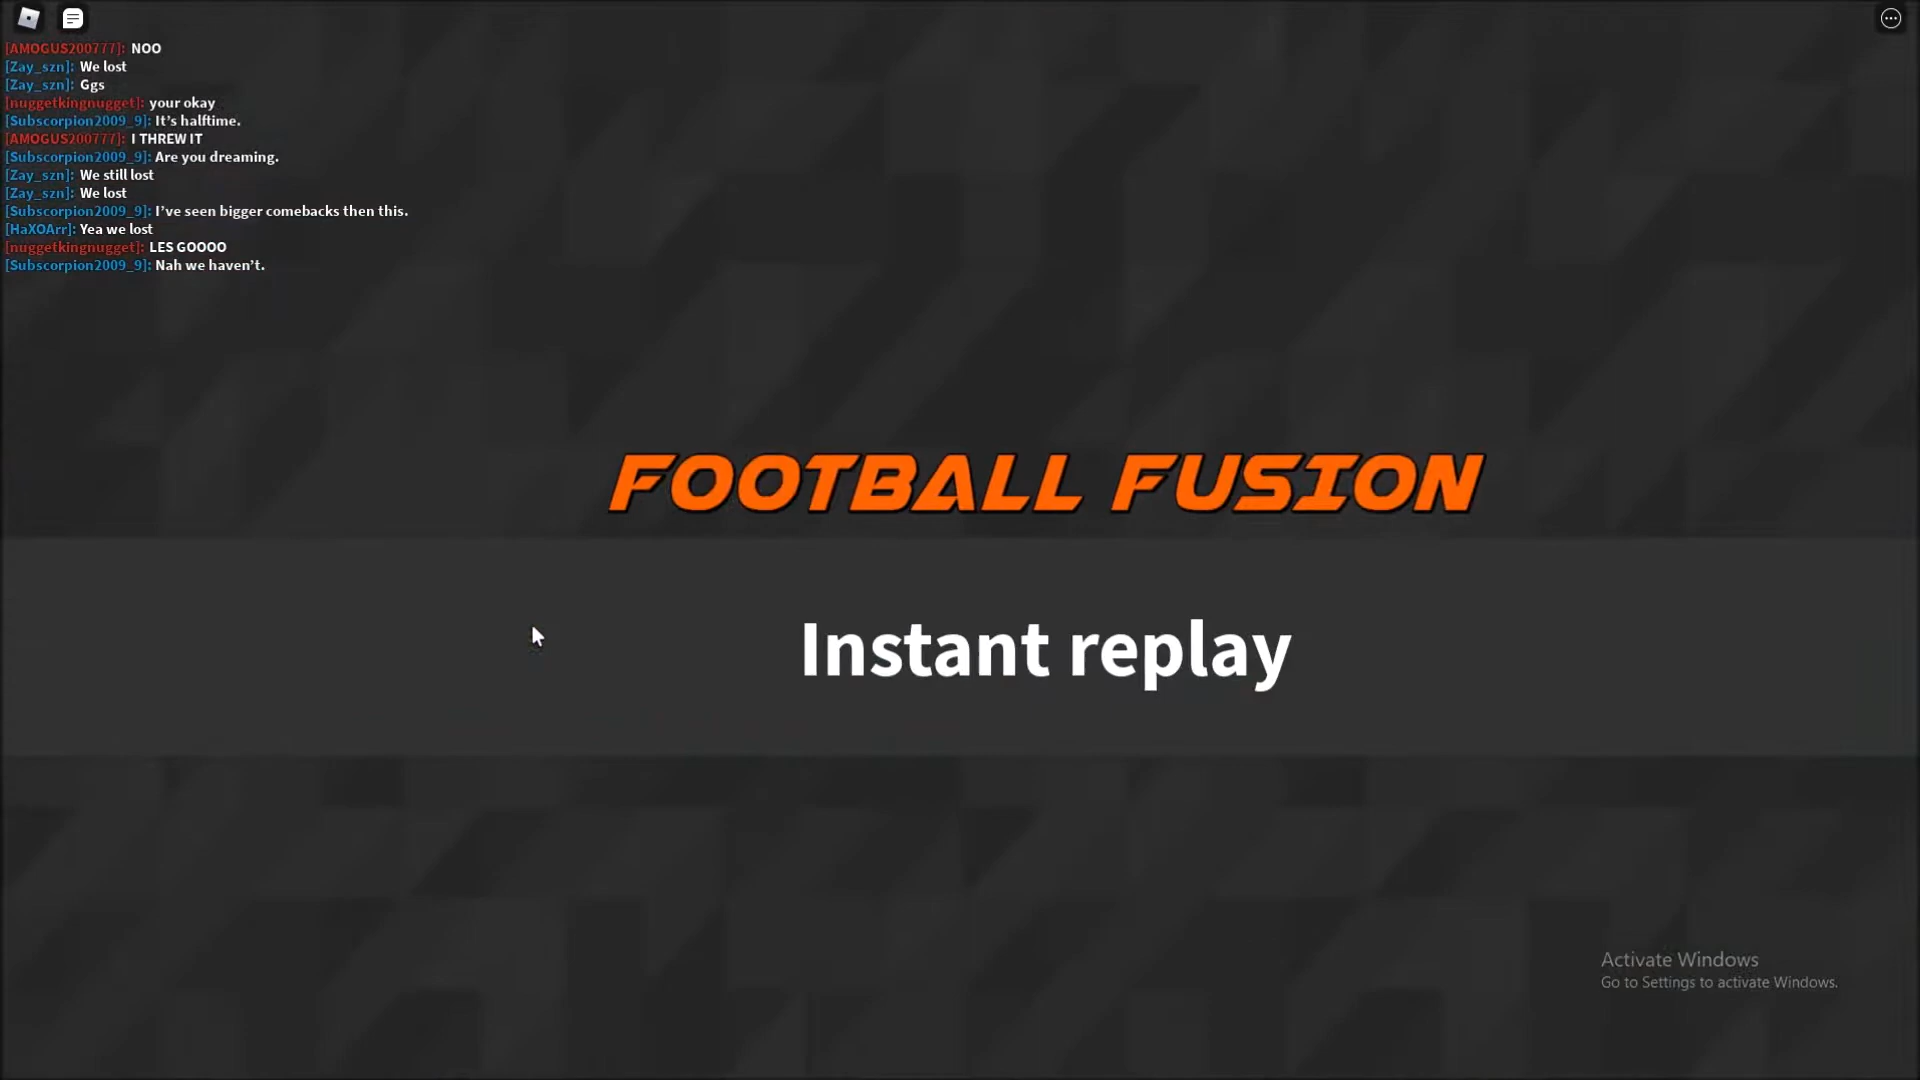 [AMOGUS200777]: NOO
[Zay_szn]: We lost
[Zay_szn]: Ggs
[nuggetkingnugget]: your okay
[Subscorpion2009_9]: It's halftime.
[AMOGUS200777]: I THREW IT
[Subscorpion2009_9]: Are you dreaming.
[Zay_szn]: We still lost
[Zay_szn]: We lost
[Subscorpion2009_9]: I've seen bigger comebacks then this.
[HaXOArr]: Yea we lost
[nuggetkingnugget]: LES GOOOO
[Subscorpion2009_9]: Nah we haven't.
FOOTBALL FUSION
Instant replay
Activate Windows
Go to Settings to activate Windows.